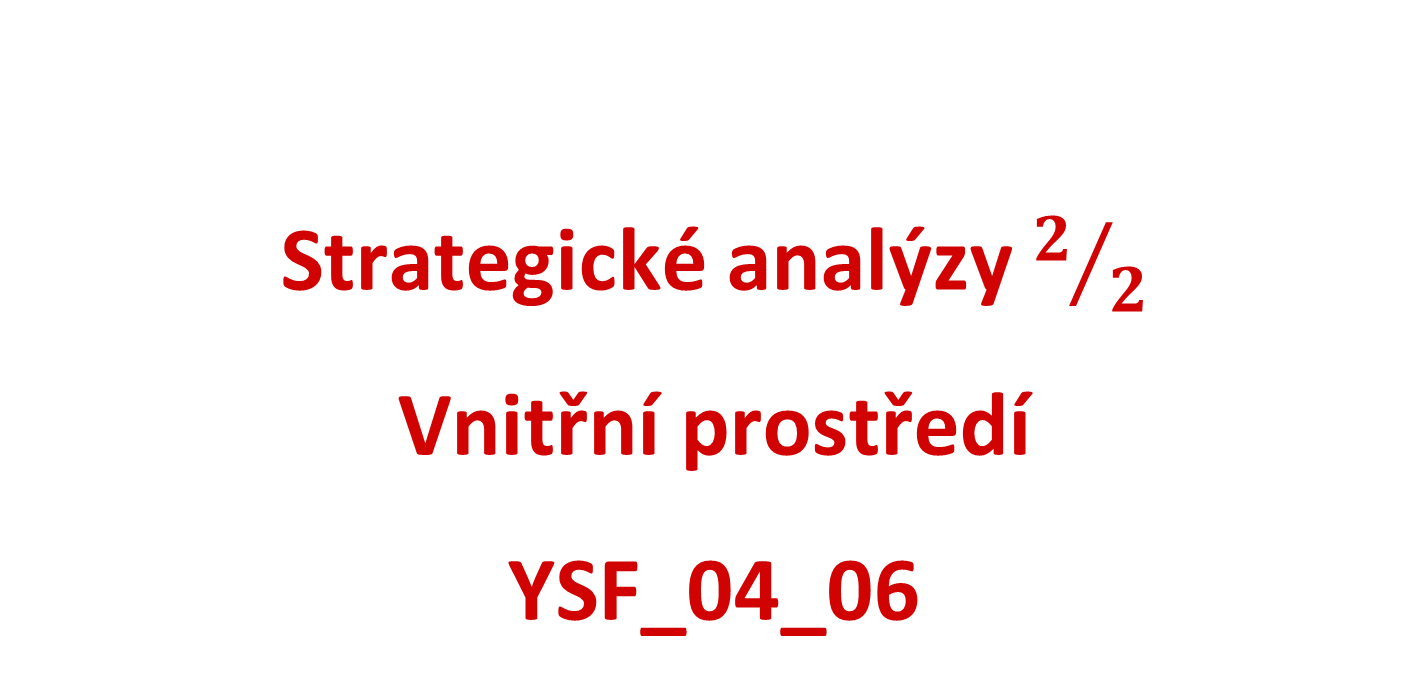 Strategické analýzy 2/2
Vnitřní prostředí
YSF_04_06